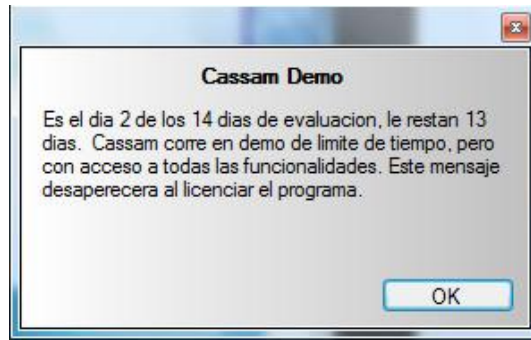 Cassam Demo
Es el dia 2 de los 14 dias de evaluacion, le restan 13
dias. Cassam corre en demo de limite de tiempo, pero
con acceso a todas las funcionalidades. Este mensaje
desaperecera al licenciar el programa.
OK